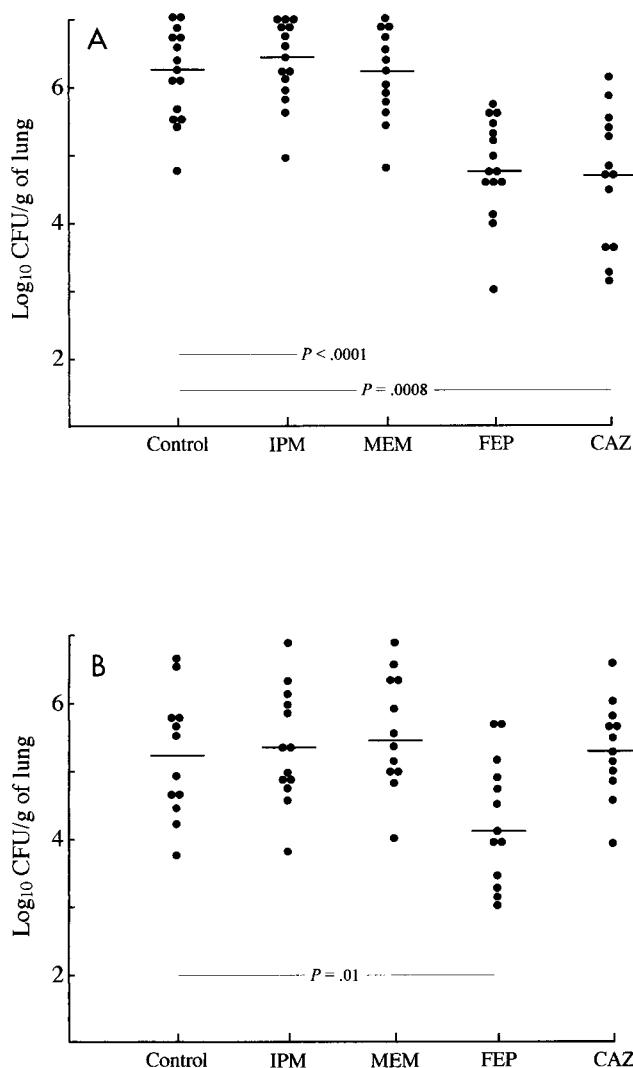 A
6
4
2
Log₁₀ CFU/g of lung
P < .0001
P = .0008
Control IPM MEM FEP CAZ
B
6
4
2
Log₁₀ CFU/g of lung
P = .01
Control IPM MEM FEP CAZ